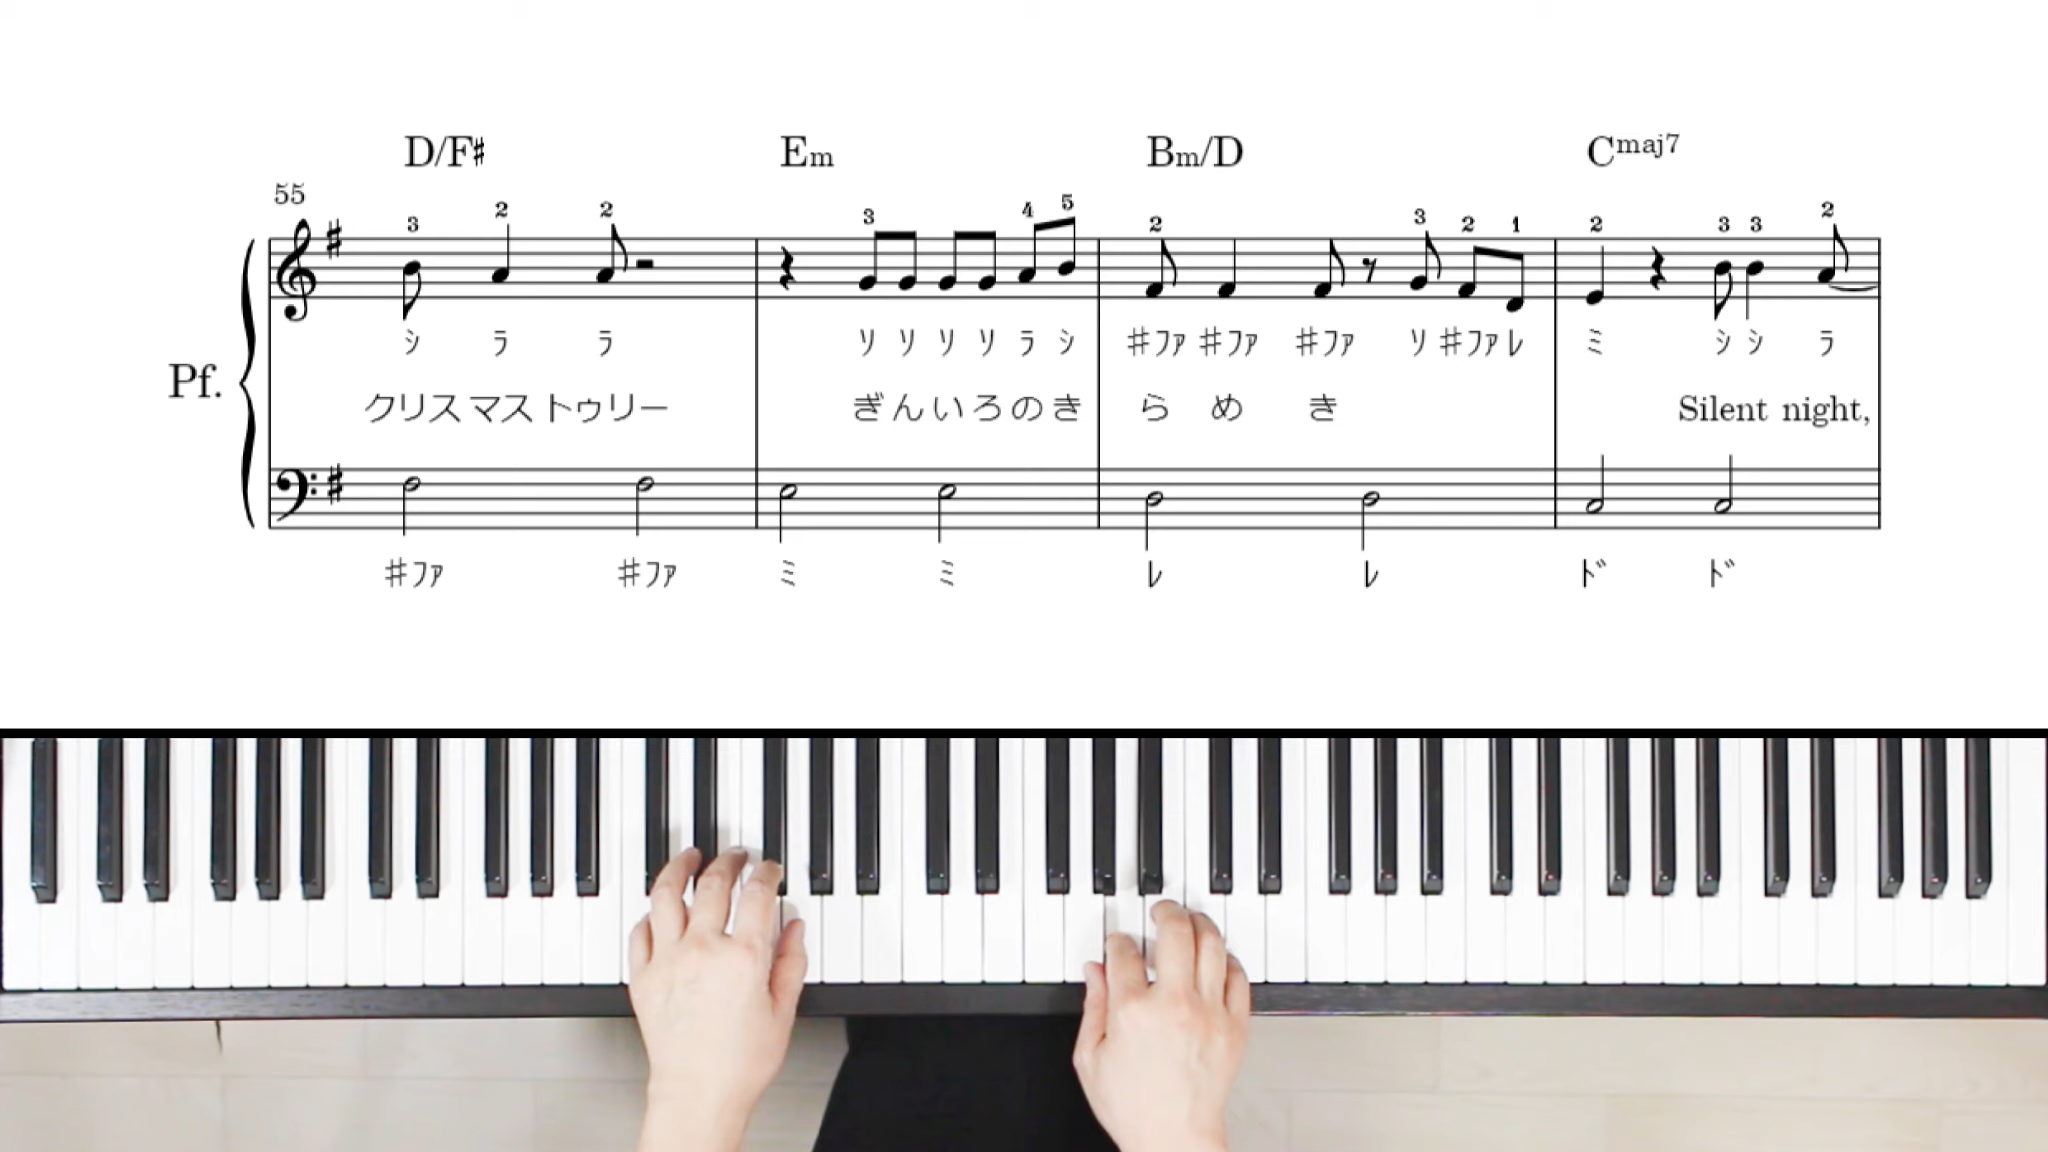 D/F♯ Em Bm/D Cmaj7
55
3 2 2 3 4 5 2 3 2 1 2 3 3 2
ｼ ﾗ ﾗ ｿ ｿ ｿ ｿ ﾗ ｼ ♯ﾌｧ ♯ﾌｧ ♯ﾌｧ ｿ ♯ﾌｧ ﾚ ﾐ ｼ ｼ ﾗ
Pf.
クリス マス トゥリー ぎ ん い ろ の き ら め き Silent night,
♯ﾌｧ ♯ﾌｧ ﾐ ﾐ ﾚ ﾚ ﾄﾞ ﾄﾞ